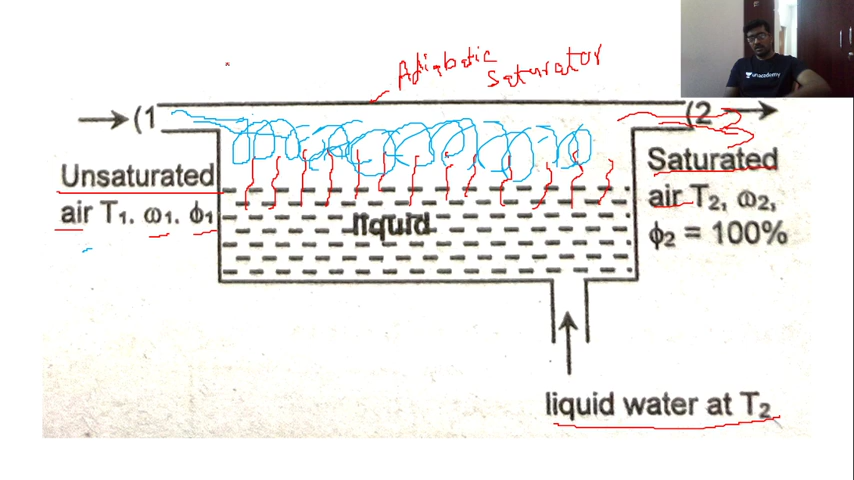 Adiabatic
Saturator
unacademy
(1
(2
Unsaturated
air T₁. ω₁. ϕ₁
Saturated
air T₂, ω₂,
ϕ₂ = 100%
liquid
liquid water at T₂